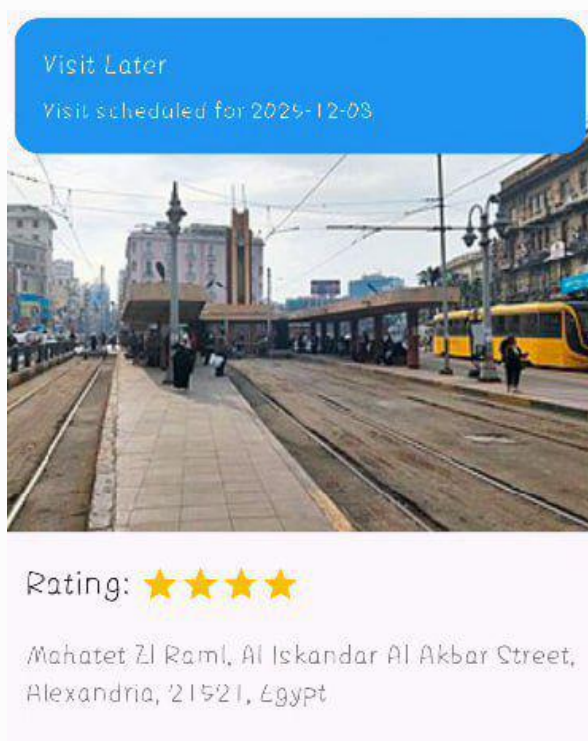 Visit Later
Visit scheduled for 2025-12-03
Rating:
Mahatet El Raml, Al Iskandar Al Akbar Street,
Alexandria, 21521, Egypt